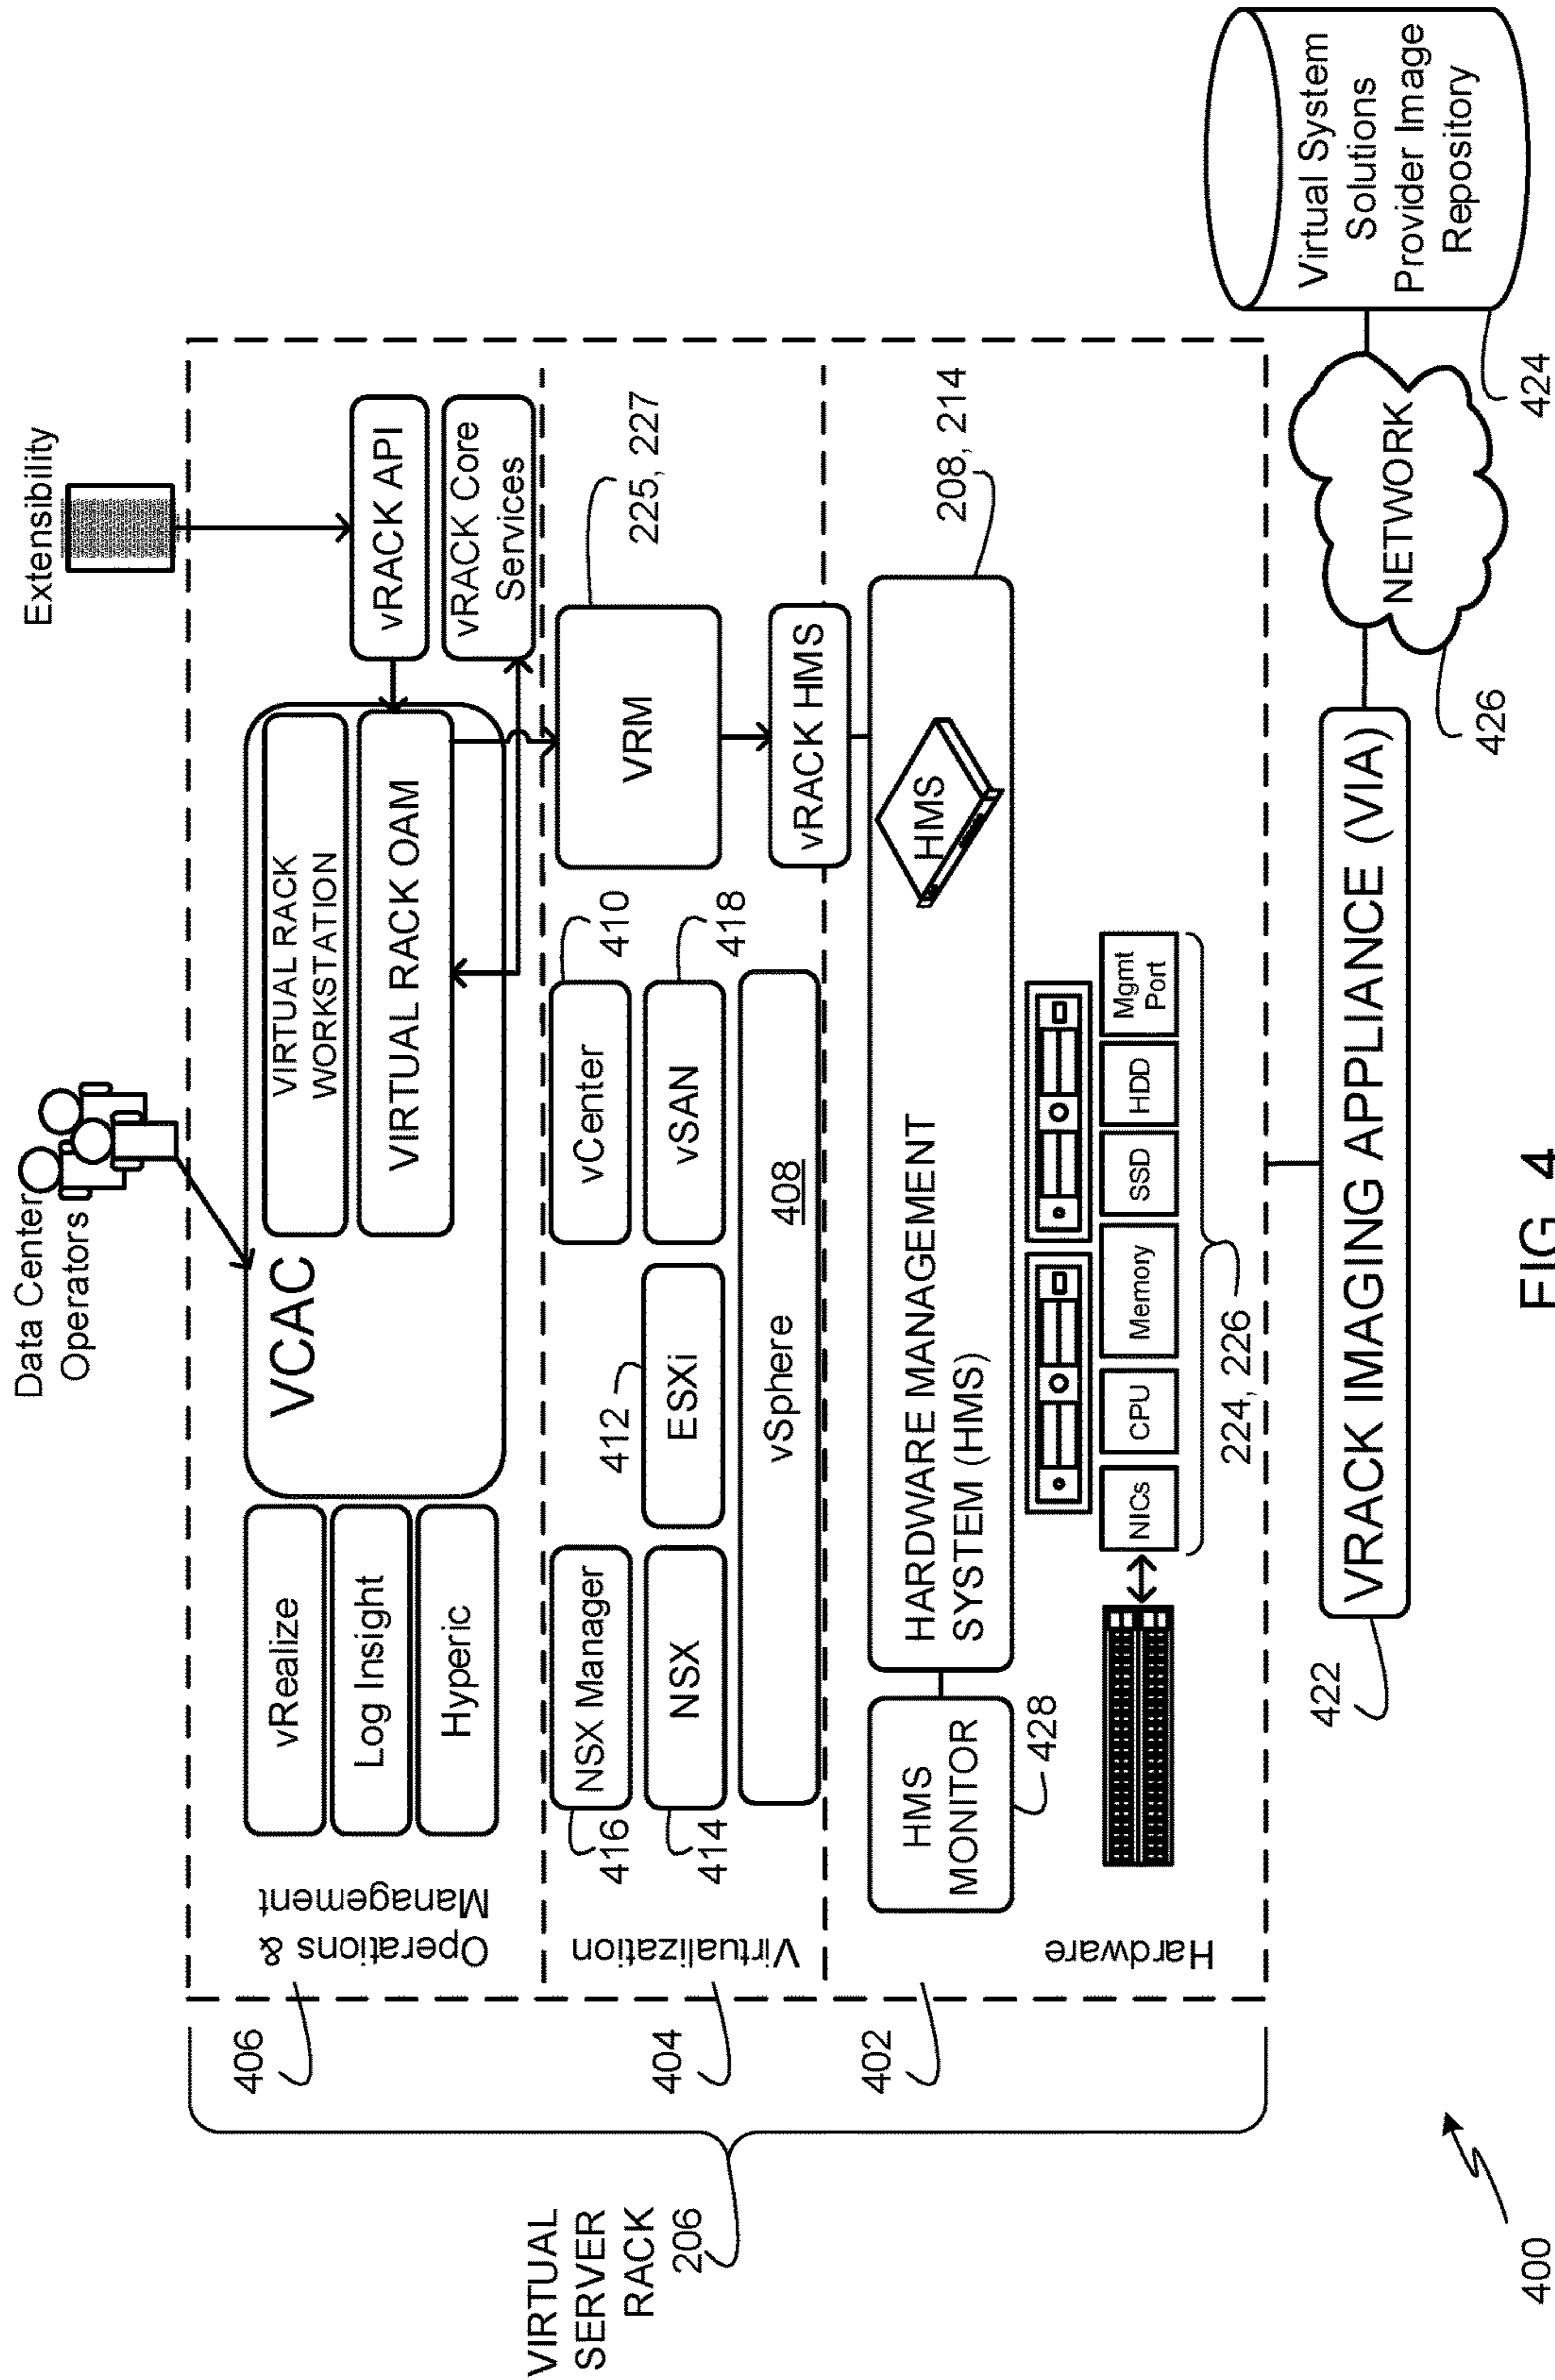 Data Center
Operators
Extensibility
VIRTUAL
SERVER
RACK
206
406
Operations &
Management
vRealize
Log Insight
Hyperic
VCAC
VIRTUAL RACK
WORKSTATION
VIRTUAL RACK OAM
vRACK API
vRACK Core
Services
404
Virtualization
416
NSX Manager
414
NSX
412
ESXi
vCenter
410
vSAN
418
vSphere
408
VRM
225, 227
vRACK HMS
402
Hardware
HMS
MONITOR
428
HARDWARE MANAGEMENT
SYSTEM (HMS)
HMS
208, 214
NICs
CPU
Memory
SSD
HDD
Mgmt
Port
224, 226
422
VRACK IMAGING APPLIANCE (VIA)
NETWORK
426
Virtual System
Solutions
Provider Image
Repository
424
400
FIG. 4